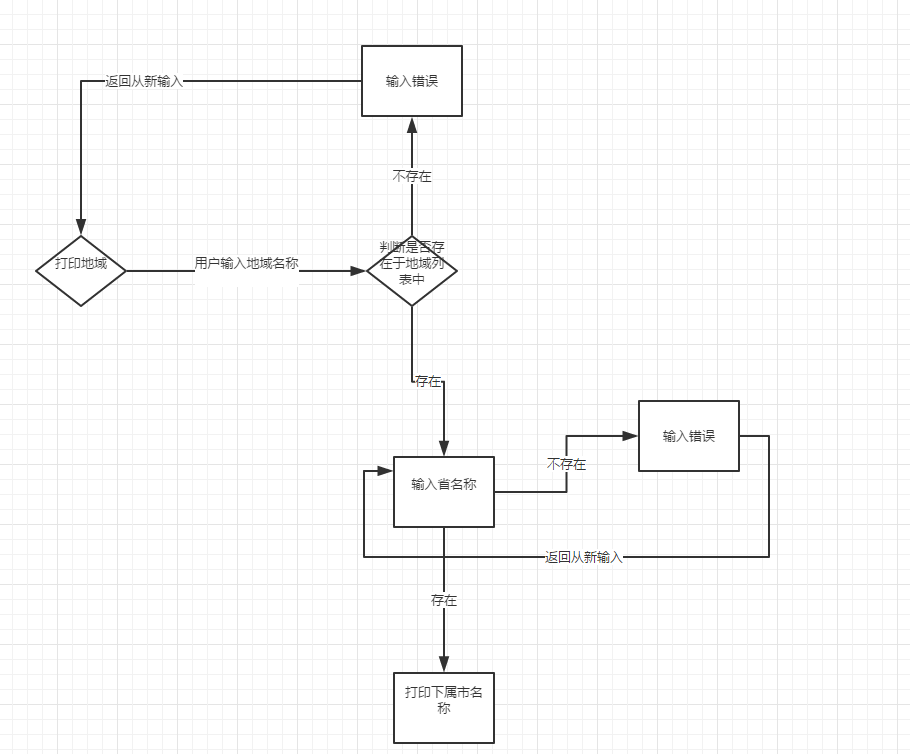 输入错误
返回从新输入
不存在
打印地域
用户输入地域名称
判断是否存
在于地域列
表中
存在
输入错误
不存在
输入省名称
返回从新输入
存在
打印下属市名
称